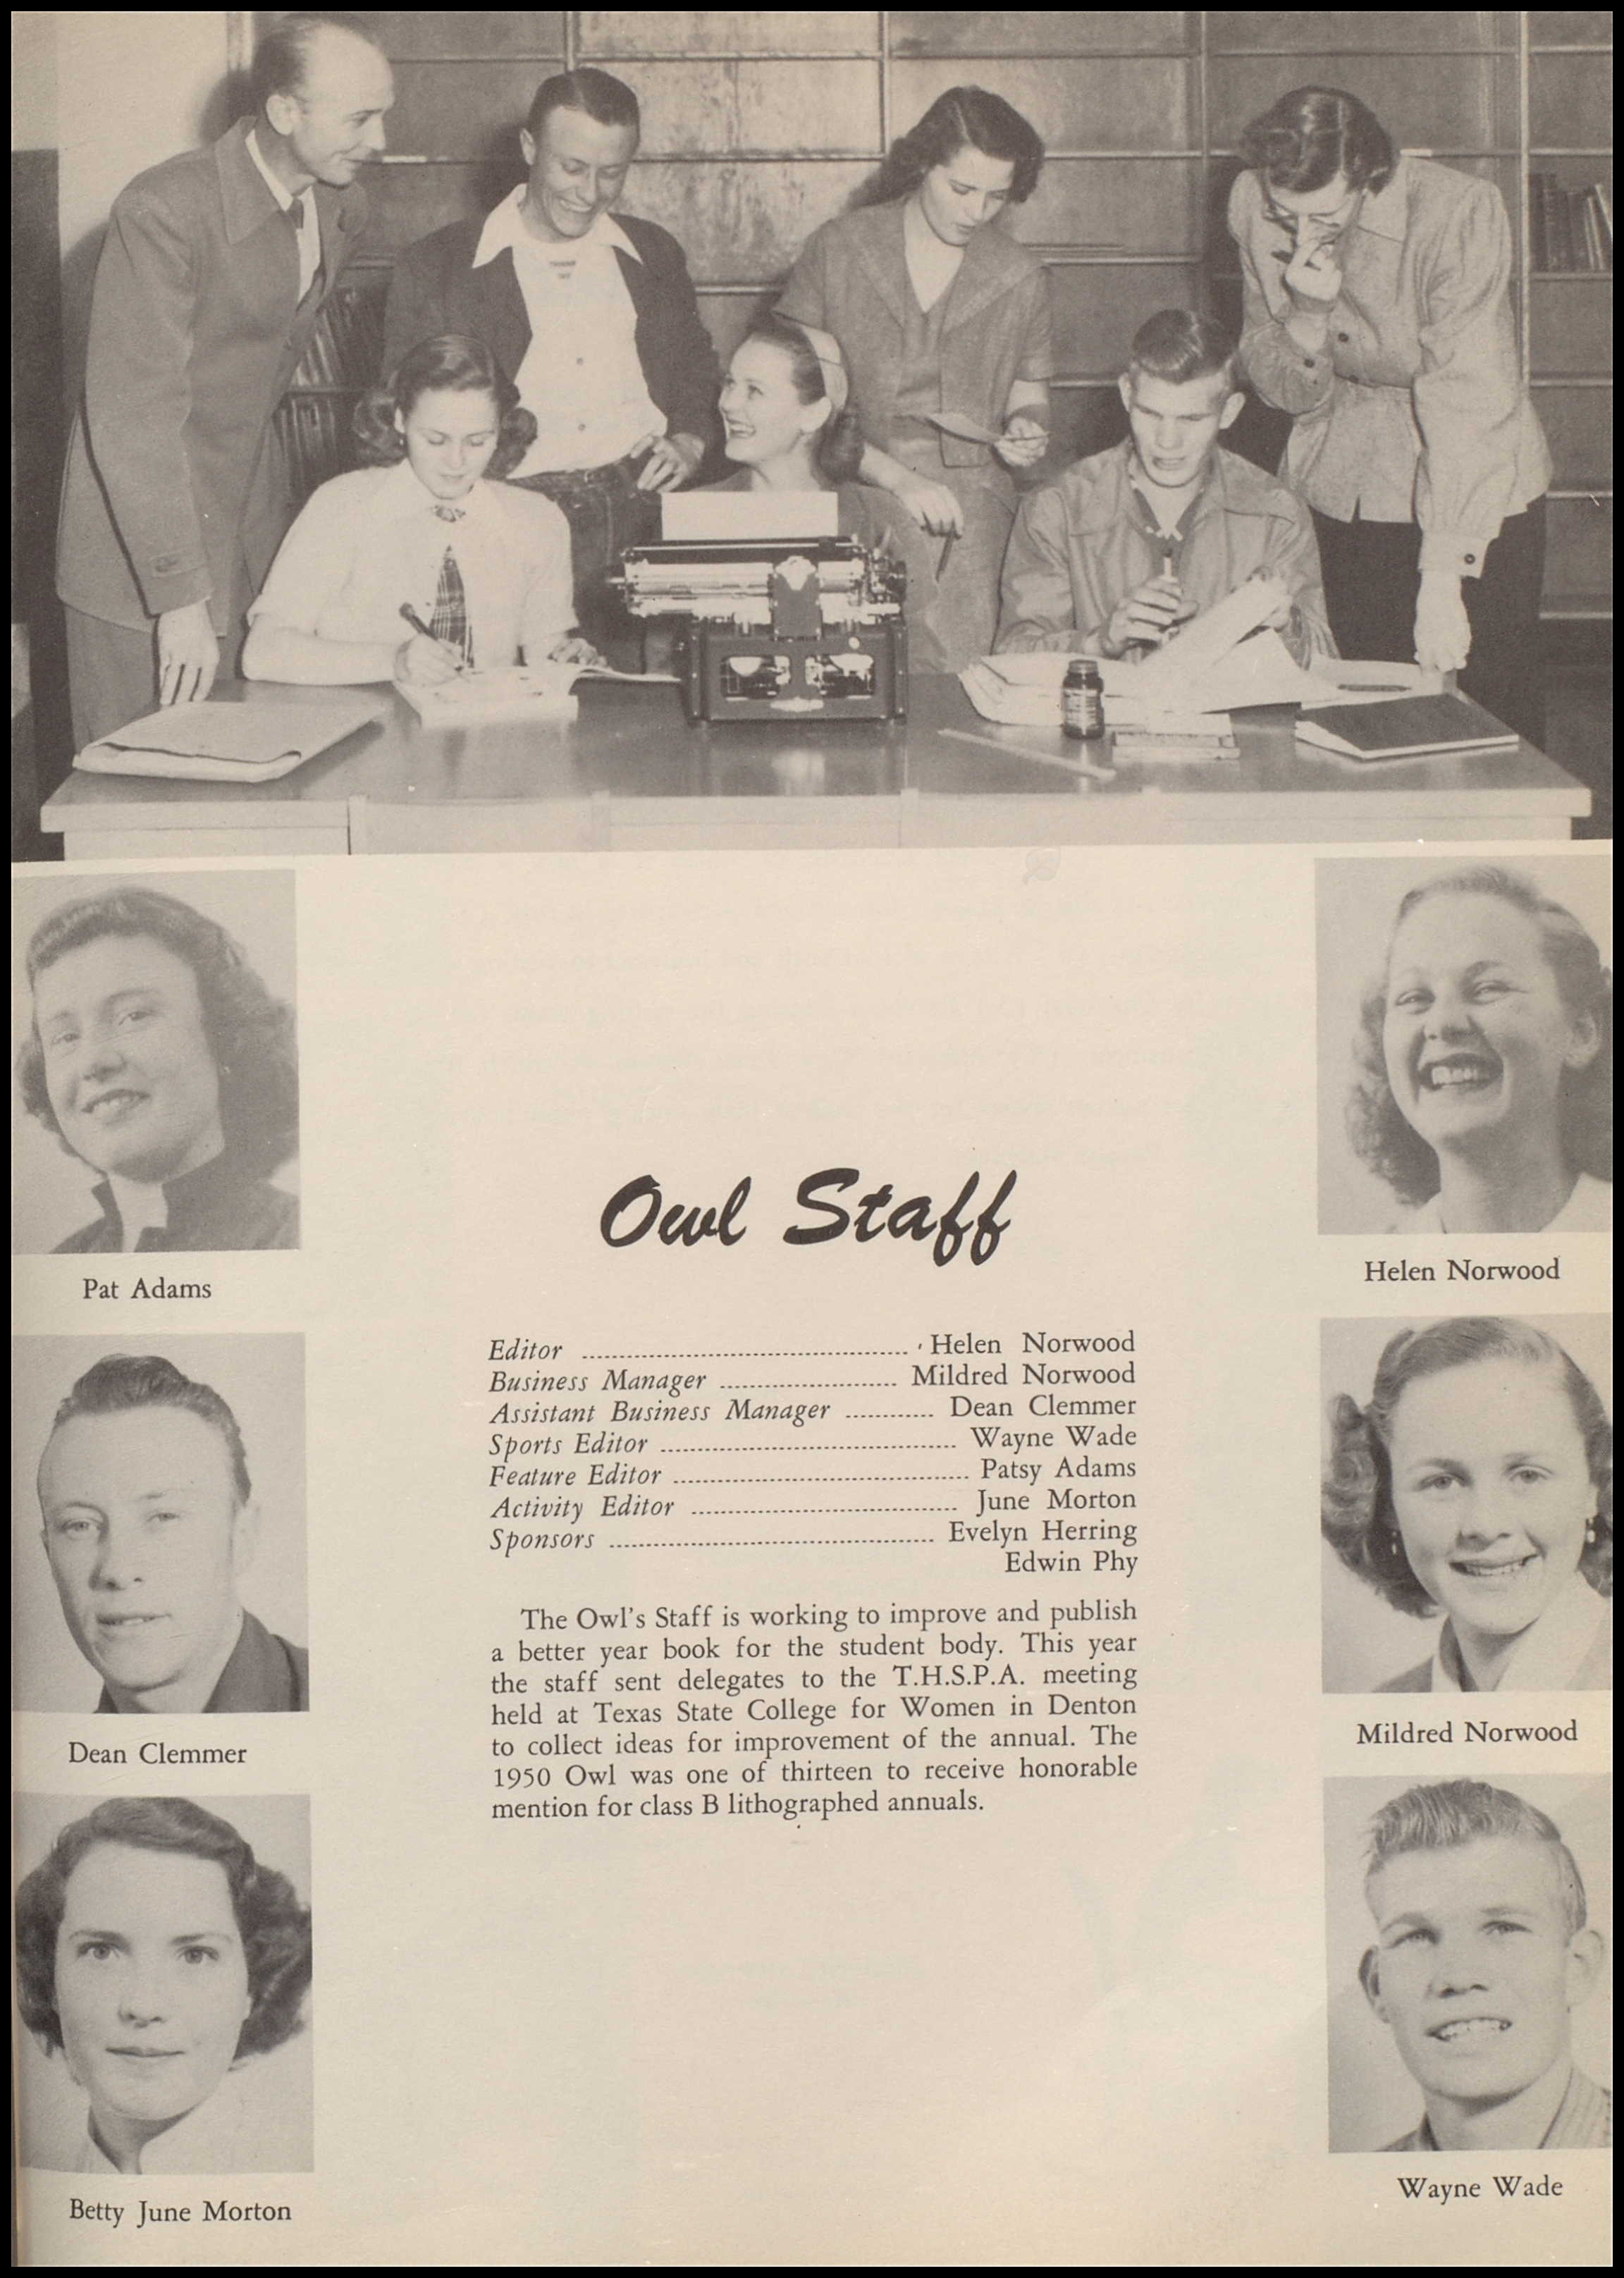 Pat Adams
Dean Clemmer
Betty June Morton
Owl Staff
Editor ............ Helen Norwood
Business Manager ............ Mildred Norwood
Assistant Business Manager ............ Dean Clemmer
Sports Editor ............ Wayne Wade
Feature Editor ............ Patsy Adams
Activity Editor ............ June Morton
Sponsors ............ Evelyn Herring
Edwin Phy
The Owl's Staff is working to improve and publish
a better year book for the student body. This year
the staff sent delegates to the T.H.S.P.A. meeting
held at Texas State College for Women in Denton
to collect ideas for improvement of the annual. The
1950 Owl was one of thirteen to receive honorable
mention for class B lithographed annuals.
Helen Norwood
Mildred Norwood
Wayne Wade